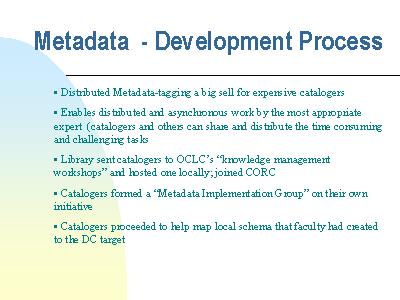 Metadata - Development Process
• Distributed Metadata-tagging a big sell for expensive catalogers
• Enables distributed and asynchronous work by the most appropriate
expert (catalogers and others can share and distribute the time consuming
and challenging tasks
• Library sent catalogers to OCLC's "knowledge management
workshops" and hosted one locally; joined CORC
• Catalogers formed a "Metadata Implementation Group" on their own
initiative
• Catalogers proceeded to help map local schema that faculty had created
to the DC target